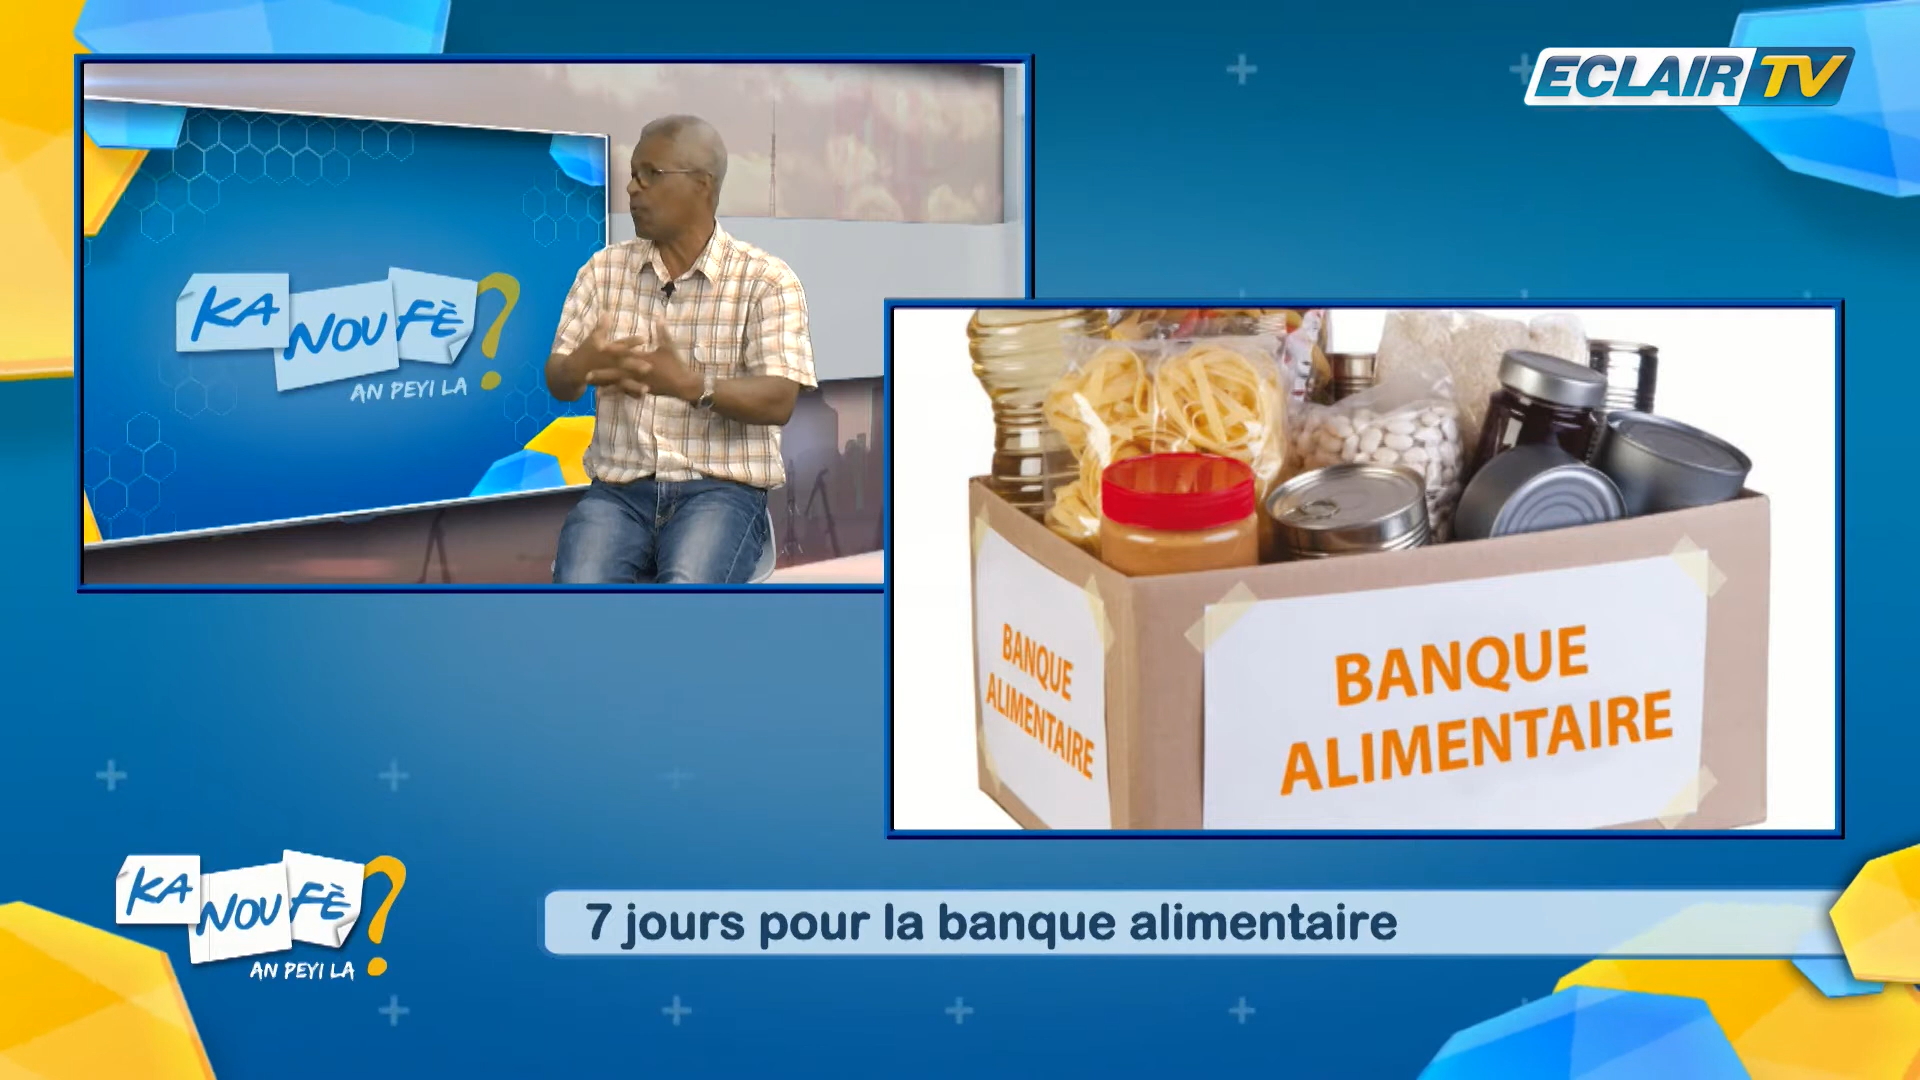 ECLAIR TV
KA NOU FÈ ?
AN PEYI LA
BANQUE
ALIMENTAIRE
BANQUE
ALIMENTAIRE
KA NOU FÈ ?
AN PEYI LA
7 jours pour la banque alimentaire